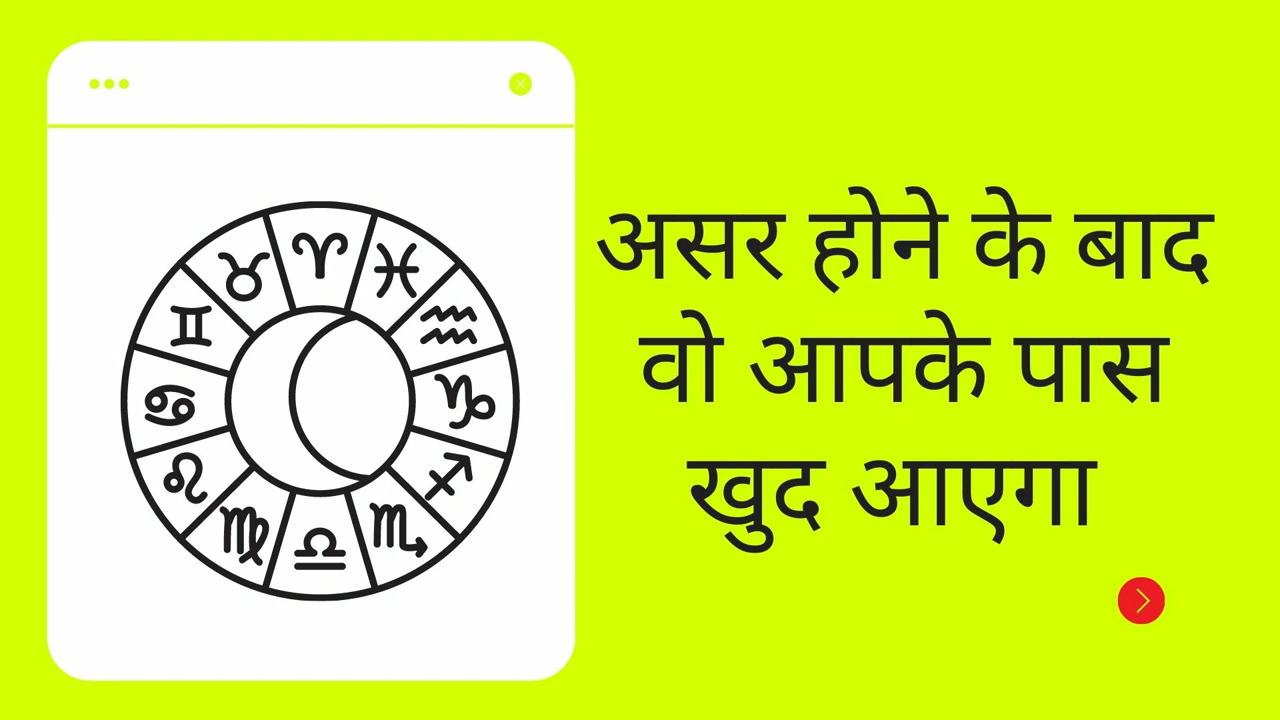 असर होने के बाद
वो आपके पास
खुद आएगा